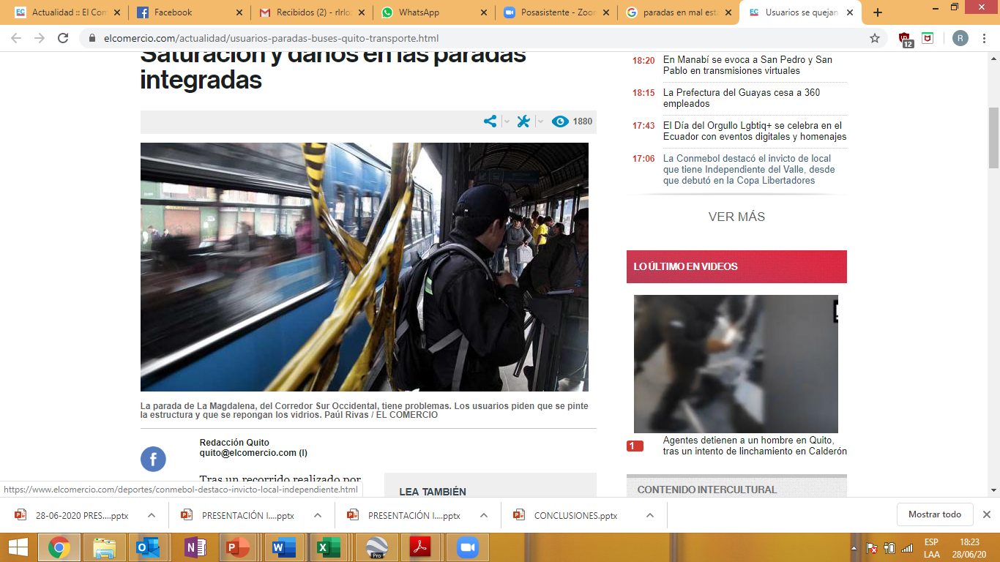 Actualidad :: El Com
Facebook
Recibidos (2) - rlrlo
WhatsApp
Posasistente - Zoom
paradas en mal est
Usuarios se quejan
elcomercio.com/actualidad/usuarios-paradas-buses-quito-transporte.html
12
R
Saturación y daños en las paradas
integradas
1880
La parada de La Magdalena, del Corredor Sur Occidental, tiene problemas. Los usuarios piden que se pinte
la estructura y que se repongan los vidrios. Paúl Rivas / EL COMERCIO
Redacción Quito
quito@elcomercio.com (I)
Tras un recorrido realizado por
LEA TAMBIÉN
18:20 En Manabí se evoca a San Pedro y San
Pablo en transmisiones virtuales
18:15 La Prefectura del Guayas cesa a 360
empleados
17:43 El Día del Orgullo Lgbtiq+ se celebra en el
Ecuador con eventos digitales y homenajes
17:06 La Conmebol destacó el invicto de local
que tiene Independiente del Valle, desde
que debutó en la Copa Libertadores
VER MÁS
LO ÚLTIMO EN VIDEOS
1 Agentes detienen a un hombre en Quito,
tras un intento de linchamiento en Calderón
CONTENIDO INTERCULTURAL
https://www.elcomercio.com/deportes/conmebol-destaco-invicto-local-independiente.html
28-06-2020 PRES....pptx
PRESENTACIÓN I....pptx
PRESENTACIÓN I....pptx
CONCLUSIONES.pptx
Mostrar todo
Pro
ESP
LAA
18:23
28/06/20